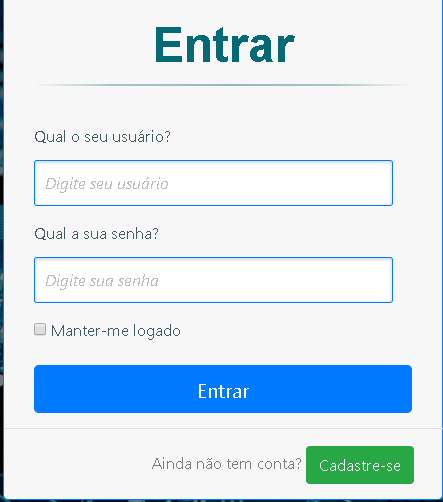 Entrar
Qual o seu usuário?
Digite seu usuário
Qual a sua senha?
Digite sua senha
Manter-me logado
Entrar
Ainda não tem conta? Cadastre-se